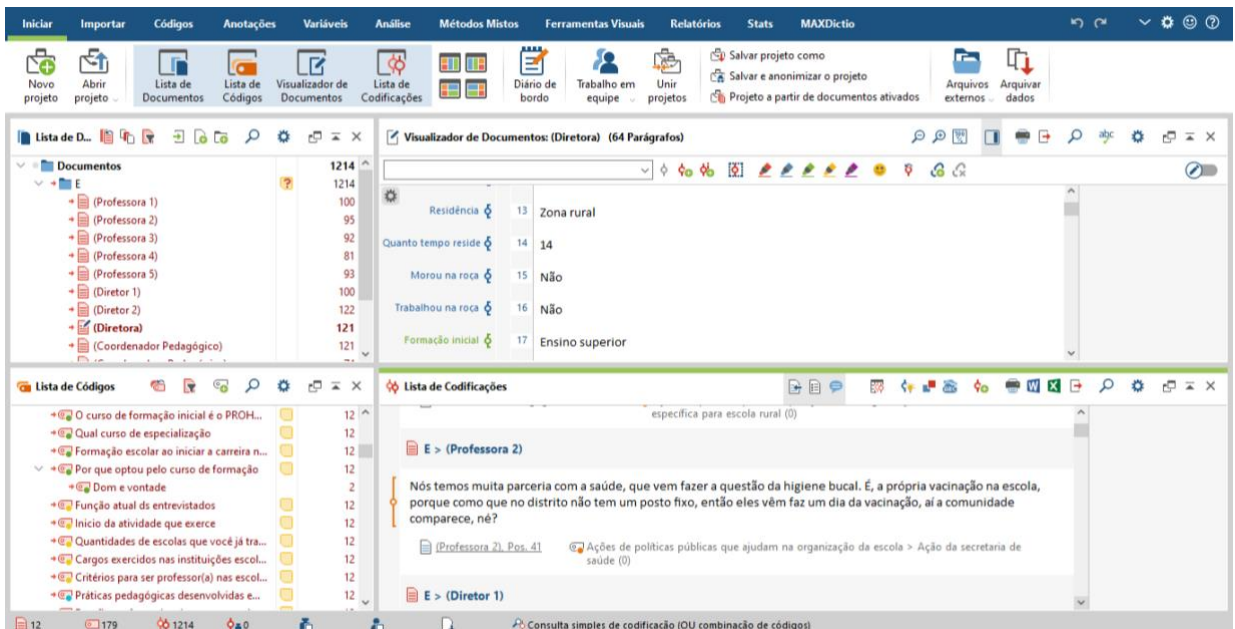 Iniciar Importar Códigos Anotações Variáveis Análise Métodos Mistos Ferramentas Visuais Relatórios Stats MAXDictio
Novo projeto
Abrir projeto
Lista de Documentos
Lista de Códigos
Visualizador de Documentos
Lista de Codificações
Diário de bordo
Trabalho em equipe
Unir projetos
Salvar projeto como
Salvar e anonimizar o projeto
Projeto a partir de documentos ativados
Arquivos externos
Arquivar dados
Lista de D...
Documentos 1214
E 1214
(Professora 1) 100
(Professora 2) 95
(Professora 3) 92
(Professora 4) 81
(Professora 5) 93
(Diretor 1) 100
(Diretor 2) 122
(Diretora) 121
(Coordenador Pedagógico) 121
Visualizador de Documentos: (Diretora) (64 Parágrafos)
abc
Residência 13 Zona rural
Quanto tempo reside 14 14
Morou na roça 15 Não
Trabalhou na roça 16 Não
Formação inicial 17 Ensino superior
Lista de Códigos
O curso de formação inicial é o PROH... 12
Qual curso de especialização 12
Formação escolar ao iniciar a carreira n... 12
Por que optou pelo curso de formação 12
Dom e vontade 2
Função atual ds entrevistados 12
Inicio da atividade que exerce 12
Quantidades de escolas que você já tra... 12
Cargos exercidos nas instituições escol... 12
Critérios para ser professor(a) nas escol... 12
Práticas pedagógicas desenvolvidas e... 12
Lista de Codificações
específica para escola rural (0)
E > (Professora 2)
Nós temos muita parceria com a saúde, que vem fazer a questão da higiene bucal. É, a própria vacinação na escola,
porque como que no distrito não tem um posto fixo, então eles vêm faz um dia da vacinação, aí a comunidade
comparece, né?
(Professora 2), Pos. 41 Ações de políticas públicas que ajudam na organização da escola > Ação da secretaria de
saúde (0)
E > (Diretor 1)
12 179 1214 0 Consulta simples de codificação (OU combinação de códigos)